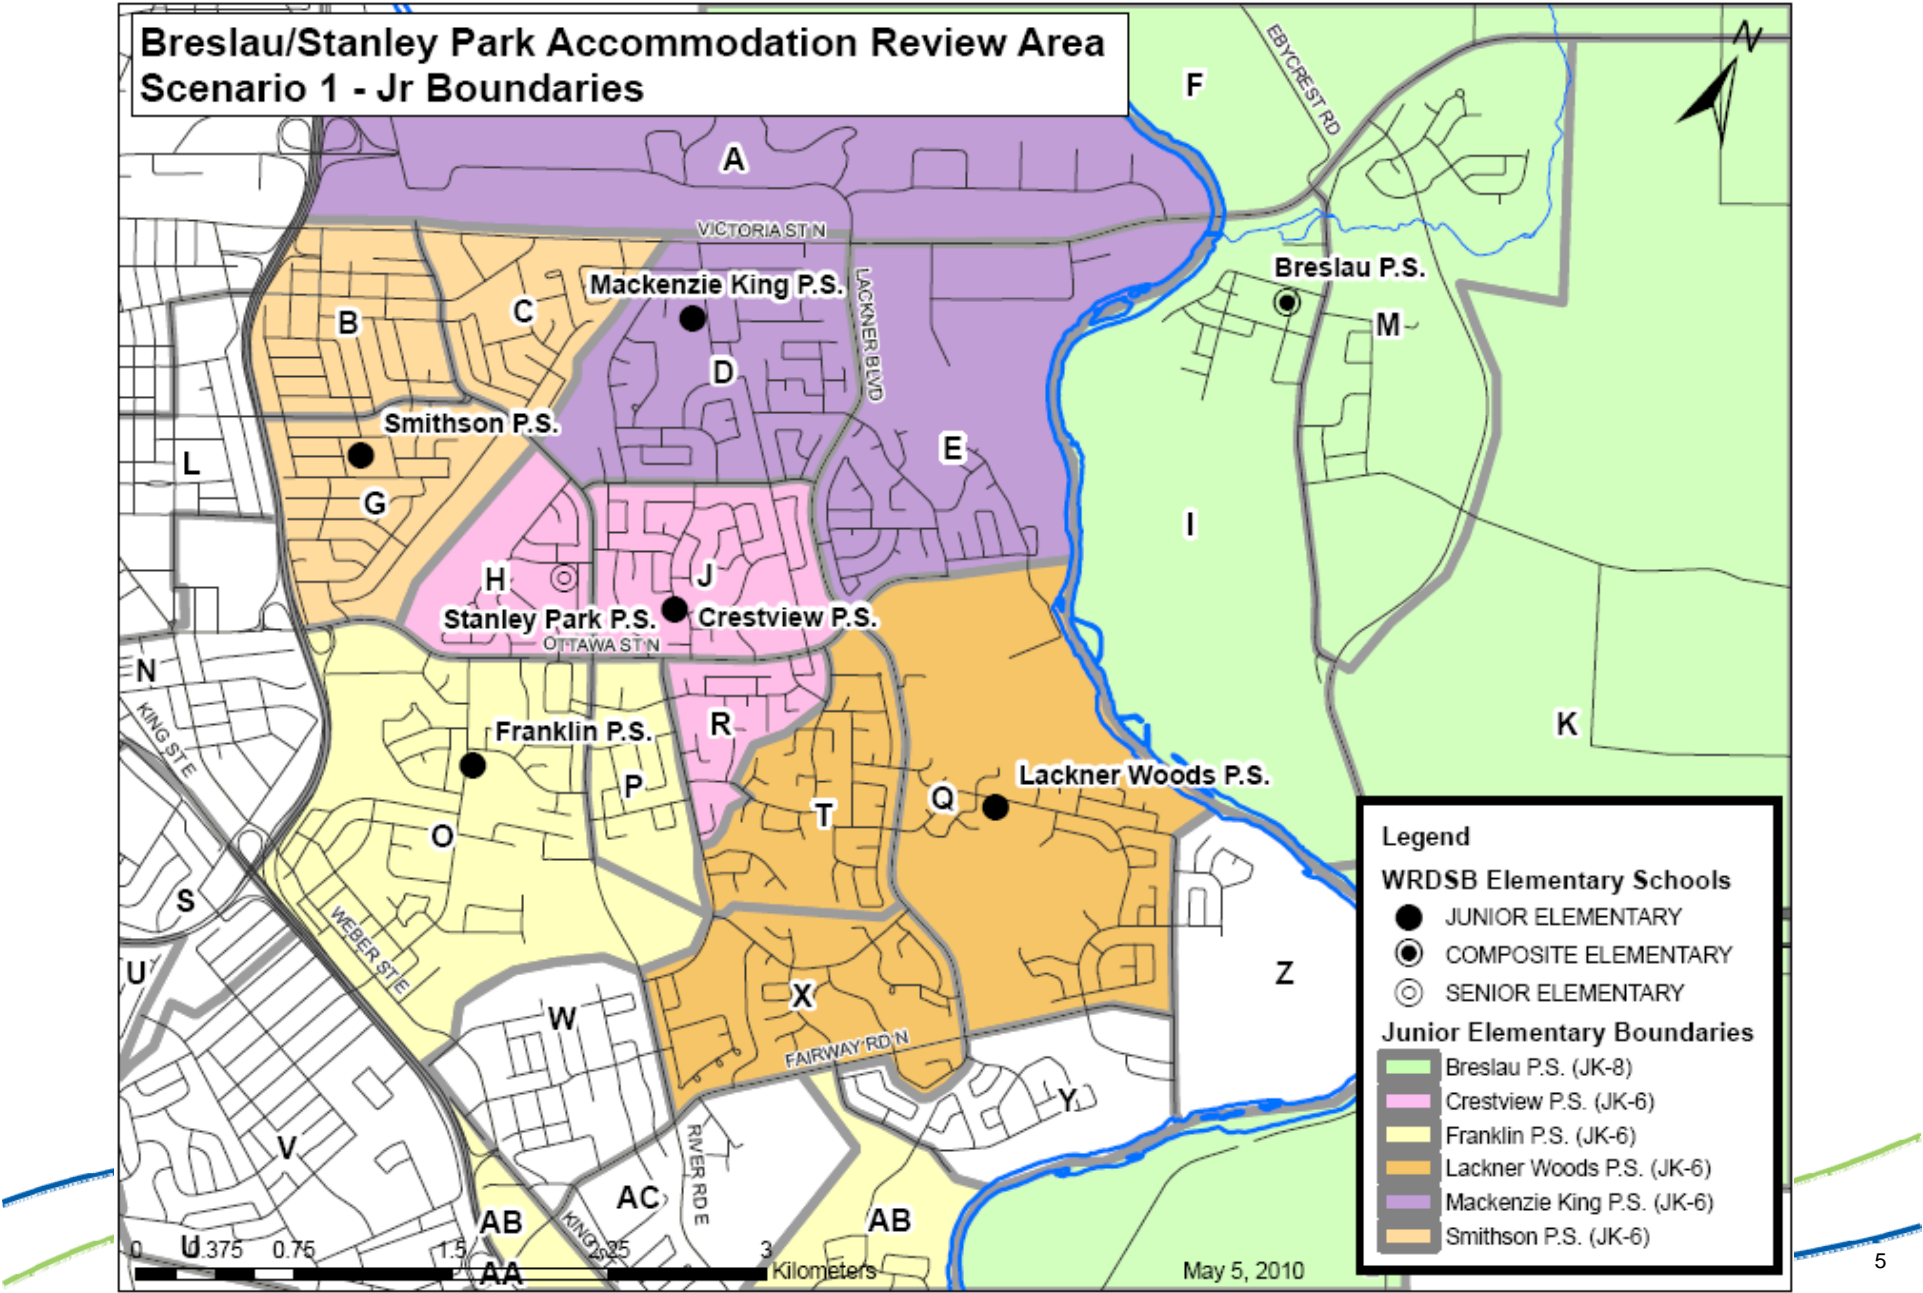 Breslau/Stanley Park Accommodation Review Area
Scenario 1 - Jr Boundaries
N
F
EBYCREST RD
A
VICTORIA ST N
Breslau P.S.
Mackenzie King P.S.
LACKNER BLVD
B
C
M
D
Smithson P.S.
E
L
G
I
H
J
Stanley Park P.S.
Crestview P.S.
OTTAWA ST N
N
KING ST E
Franklin P.S.
R
K
P
Lackner Woods P.S.
Q
T
O
S
WEBER ST E
U
X
Z
W
FAIRWAY RD N
Y
V
RIVER RD E
AC
AB
AB
KING ST
U
AA
0 0.375 0.75 1.5 2.25 3
Kilometers
May 5, 2010
Legend
WRDSB Elementary Schools
JUNIOR ELEMENTARY
COMPOSITE ELEMENTARY
SENIOR ELEMENTARY
Junior Elementary Boundaries
Breslau P.S. (JK-8)
Crestview P.S. (JK-6)
Franklin P.S. (JK-6)
Lackner Woods P.S. (JK-6)
Mackenzie King P.S. (JK-6)
Smithson P.S. (JK-6)
5